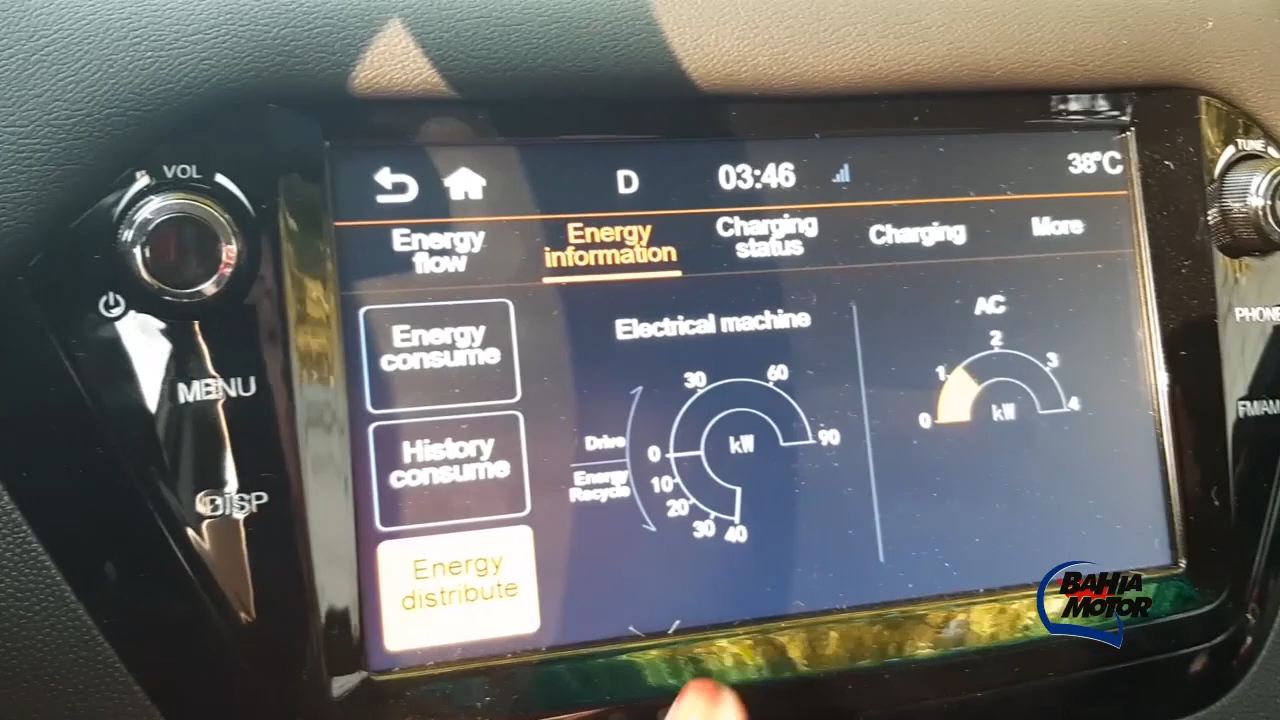 VOL
TUNE
D
03:46
38°C
Energy
flow
Energy
information
Charging
status
Charging
More
MENU
DISP
PHONE
FM/AM
Energy
consume
History
consume
Energy
distribute
Electrical machine
30
60
90
0
10
20
30
40
kW
Drive
Energy
Recycle
AC
0
1
2
3
4
kW
BAHIA
MOTOR